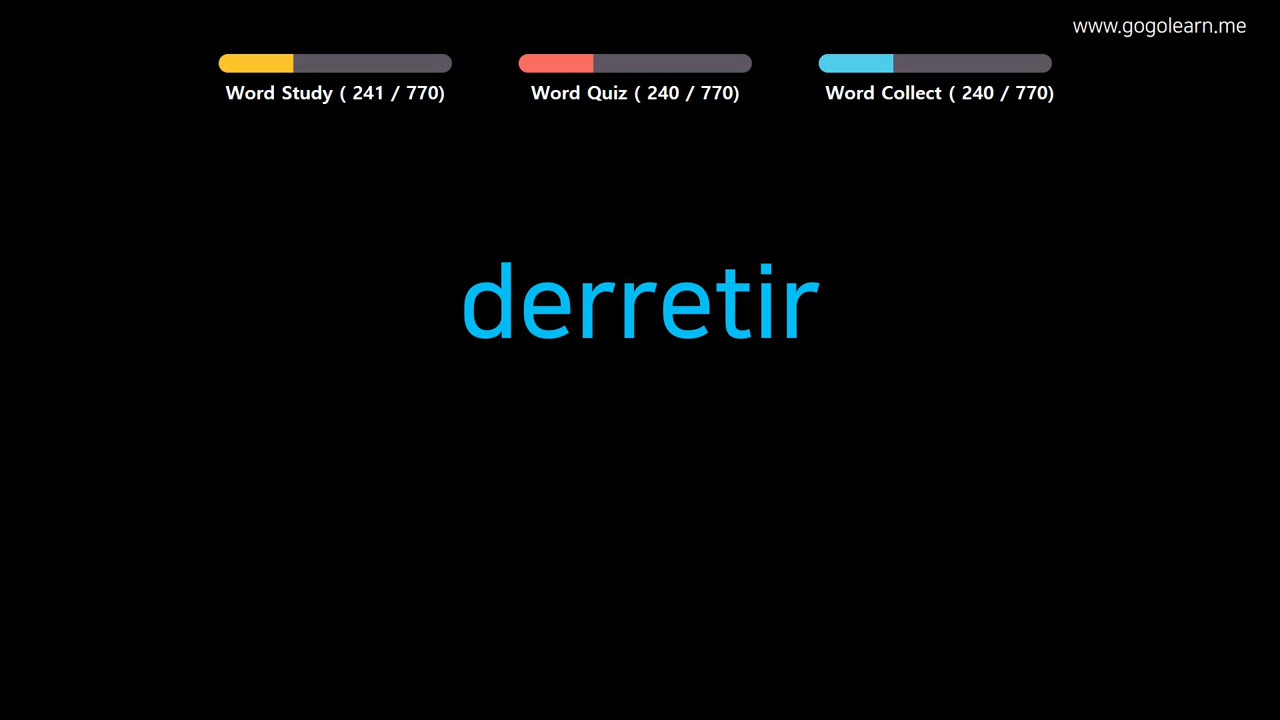 www.gogolearn.me
Word Study ( 241 / 770)
Word Quiz ( 240 / 770)
Word Collect ( 240 / 770)
derretir